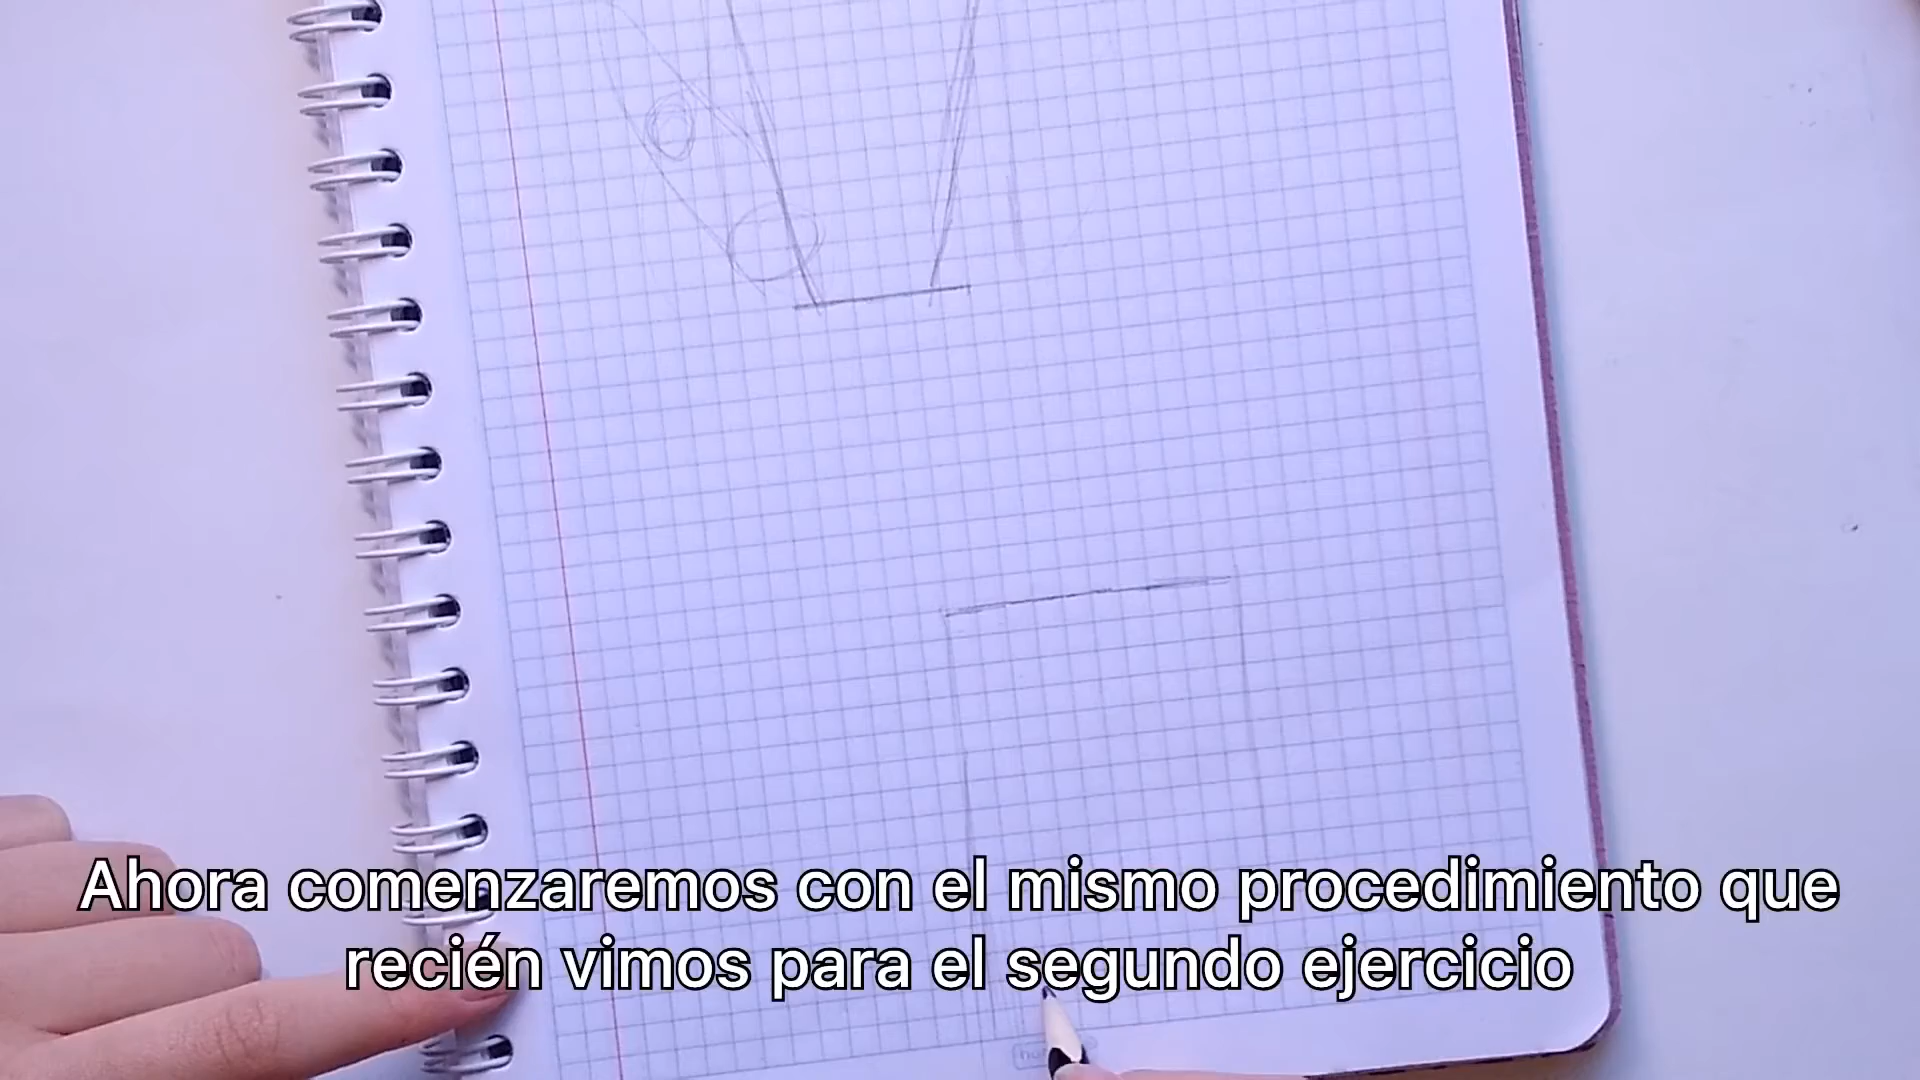 Ahora comenzaremos con el mismo procedimiento que
recién vimos para el segundo ejercicio